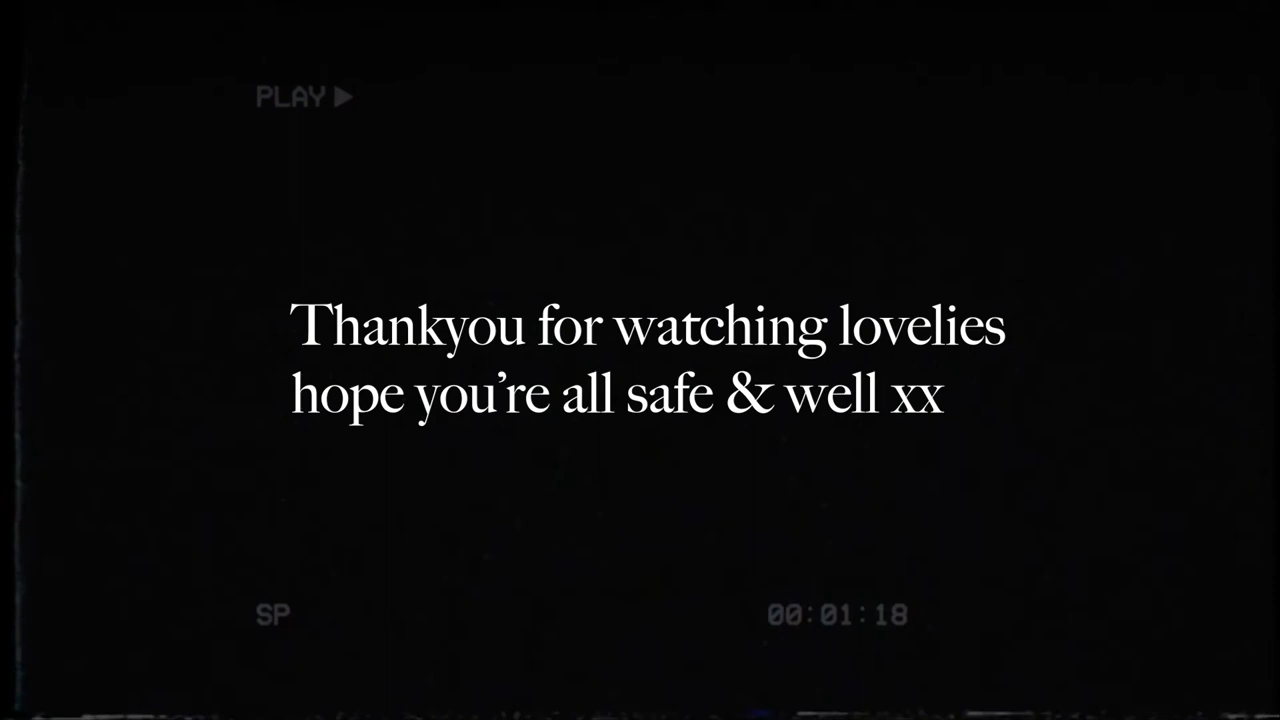 PLAY ▶
Thankyou for watching lovelies
hope you’re all safe & well xx
SP
00:01:18